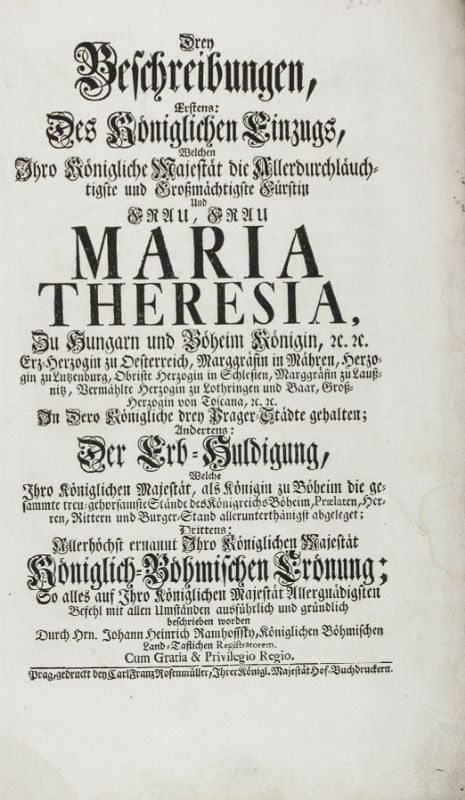 Drey
Beschreibungen,
Erstens:
Des Königlichen Einzugs,
Welchen
Ihro Königliche Majestät die Allerdurchläuch-
tigste und Großmächtigste Fürstin
Und
FRAU, FRAU
MARIA
THERESIA,
Zu Hungarn und Böheim Königin, ꝛc. ꝛc.
Erz-Herzogin zu Oesterreich, Marggräfin in Mähren, Herzo-
gin zu Lutzenburg, Obriste Herzogin in Schlesien, Marggräfin zu Lauß-
nitz, Vermählte Herzogin zu Lothringen und Baar, Groß-
Herzogin von Toscana, ꝛc. ꝛc.
In Dero Königliche drey Prager-Städte gehalten;
Andertens:
Der Erb-Huldigung,
Welche
Ihro Königlichen Majestät, als Königin zu Böheim die ge-
sammte treu-gehorsamste Stände des Königreichs Böheim, Prælaten, Her-
ren, Rittern und Burger-Stand allerunterthänigst abgeleget;
Drittens:
Allerhöchst ernannt Ihro Königlichen Majestät
Königlich-Böhmischen Crönung;
So alles auf Ihro Königlichen Majestät Allergnädigsten
Befehl mit allen Umständen ausführlich und gründlich
beschrieben worden
Durch Hrn. Johann Heinrich Ramhoffsky, Königlichen Böhmischen
Land-Taflichen Registratorem.
Cum Gratia & Privilegio Regio.
Prag, gedruckt bey Carl Franz Rosenmüller, Ihrer Königl. Majestät Hof-Buchdruckern.